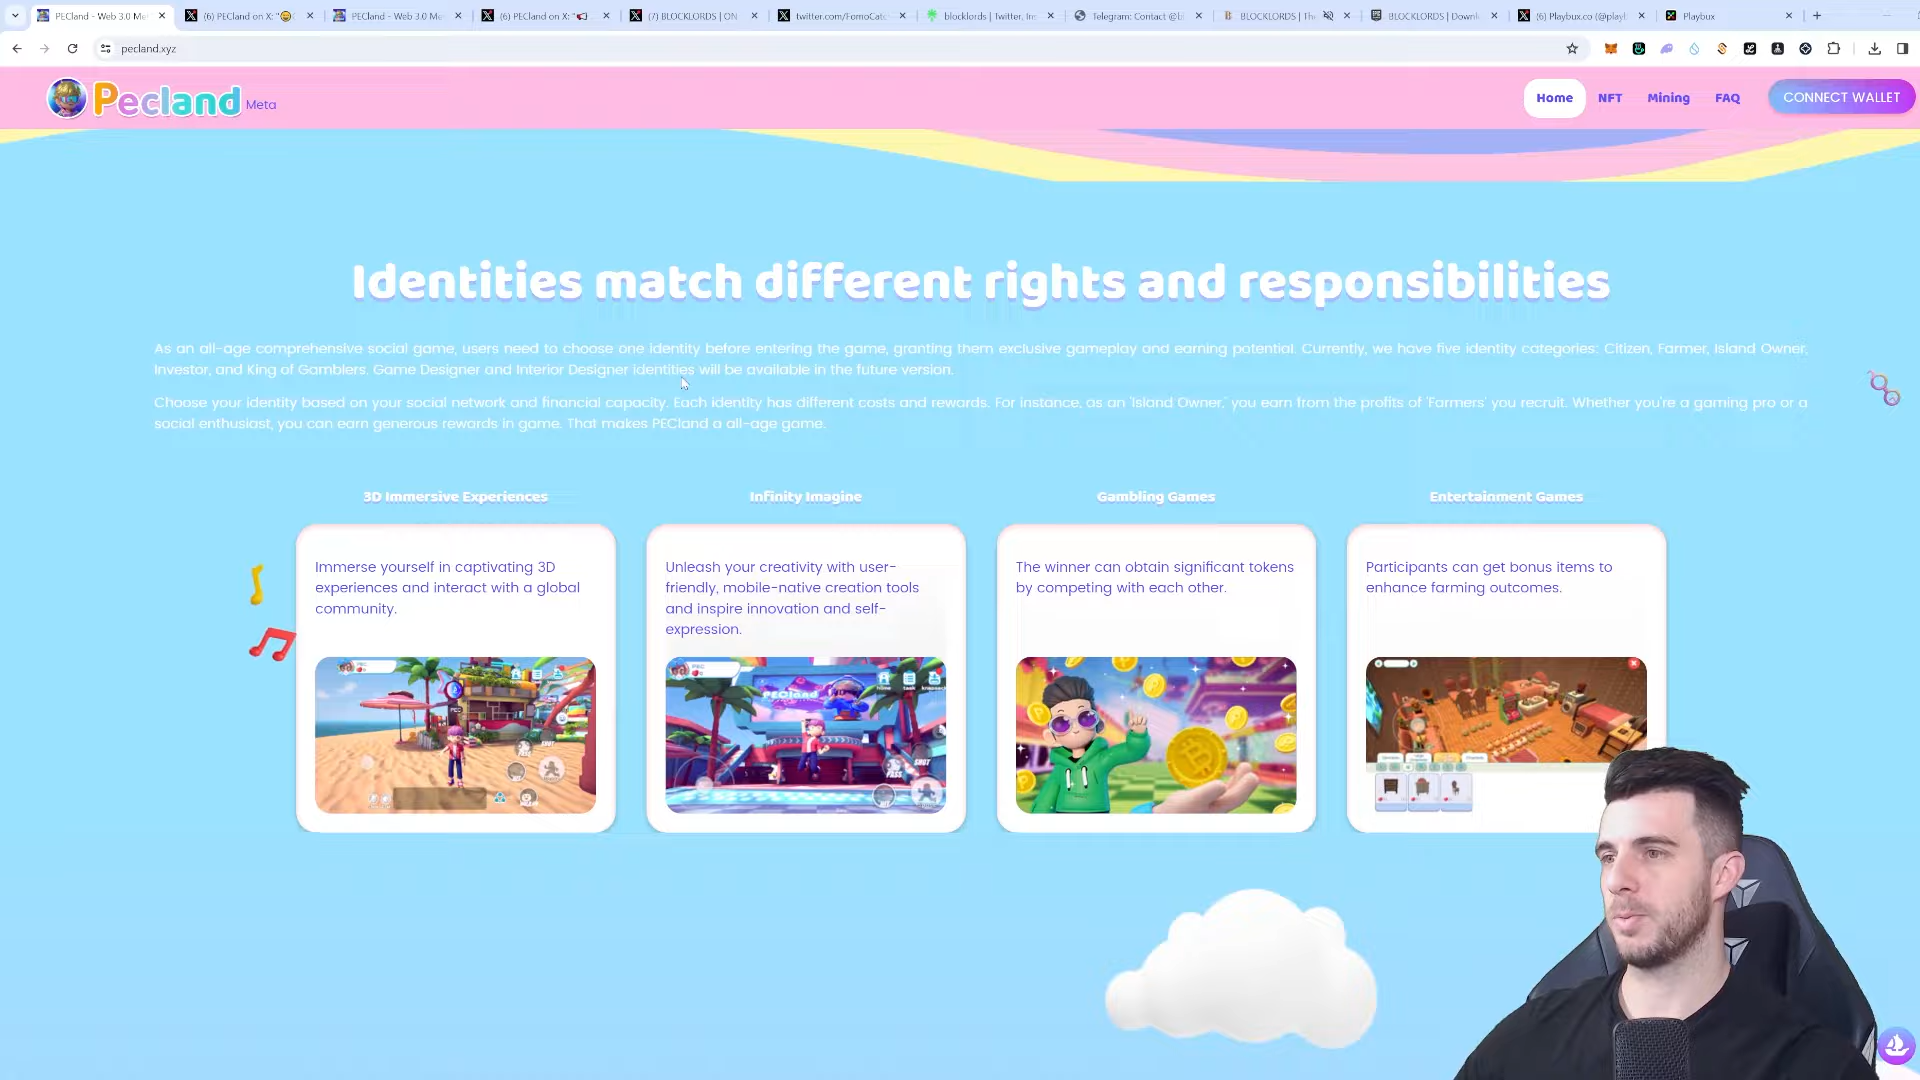 PECland - Web 3.0 Me
(6) PECland on X: "
PECland - Web 3.0 Me
(6) PECland on X: "
(7) BLOCKLORDS | ON
twitter.com/FomoCate
blocklords | Twitter, Ins
Telegram: Contact @bl
BLOCKLORDS | The
BLOCKLORDS | Downl
(6) Playbux.co (@playb
Playbux
pecland.xyz
Pecland Meta
Home
NFT
Mining
FAQ
CONNECT WALLET
Identities match different rights and responsibilities
As an all-age comprehensive social game, users need to choose one identity before entering the game, granting them exclusive gameplay and earning potential. Currently, we have five identity categories: Citizen, Farmer, Island Owner,
Investor, and King of Gamblers. Game Designer and Interior Designer identities will be available in the future version.
Choose your identity based on your social network and financial capacity. Each identity has different costs and rewards. For instance, as an 'Island Owner,' you earn from the profits of 'Farmers' you recruit. Whether you're a gaming pro or a
social enthusiast, you can earn generous rewards in game. That makes PECland a all-age game.
3D Immersive Experiences
Immerse yourself in captivating 3D
experiences and interact with a global
community.
Infinity Imagine
Unleash your creativity with user-
friendly, mobile-native creation tools
and inspire innovation and self-
expression.
Gambling Games
The winner can obtain significant tokens
by competing with each other.
Entertainment Games
Participants can get bonus items to
enhance farming outcomes.
PECland